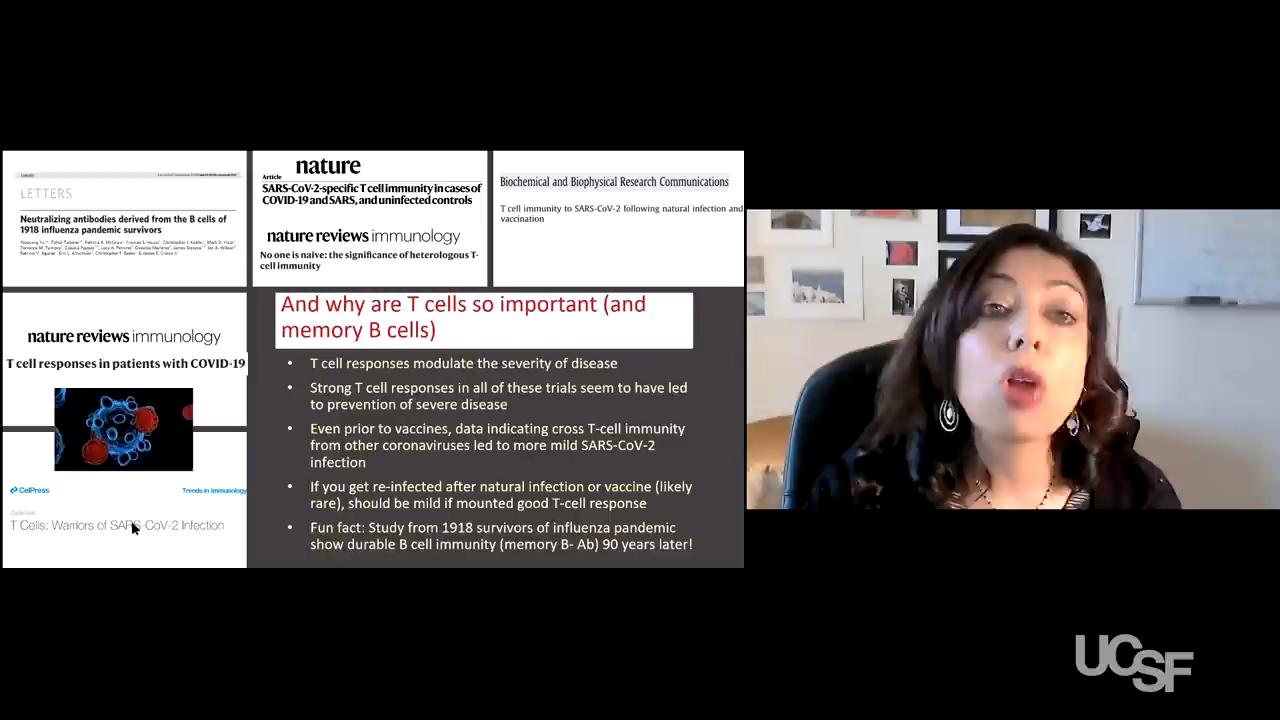 LETTERS
Neutralizing antibodies derived from the B cells of
1918 influenza pandemic survivors
nature
Article
SARS-CoV-2-specific T cell immunity in cases of
COVID-19 and SARS, and uninfected controls
nature reviews immunology
No one is naive: the significance of heterologous T-
cell immunity
Biochemical and Biophysical Research Communications
T cell immunity to SARS-CoV-2 following natural infection and
vaccination
nature reviews immunology
T cell responses in patients with COVID-19
CelPress
Trends in Immunology
Opinion
T Cells: Warriors of SARS-CoV-2 Infection
And why are T cells so important (and
memory B cells)
• T cell responses modulate the severity of disease
• Strong T cell responses in all of these trials seem to have led
to prevention of severe disease
• Even prior to vaccines, data indicating cross T-cell immunity
from other coronaviruses led to more mild SARS-CoV-2
infection
• If you get re-infected after natural infection or vaccine (likely
rare), should be mild if mounted good T-cell response
• Fun fact: Study from 1918 survivors of influenza pandemic
show durable B cell immunity (memory B- Ab) 90 years later!
UCSF